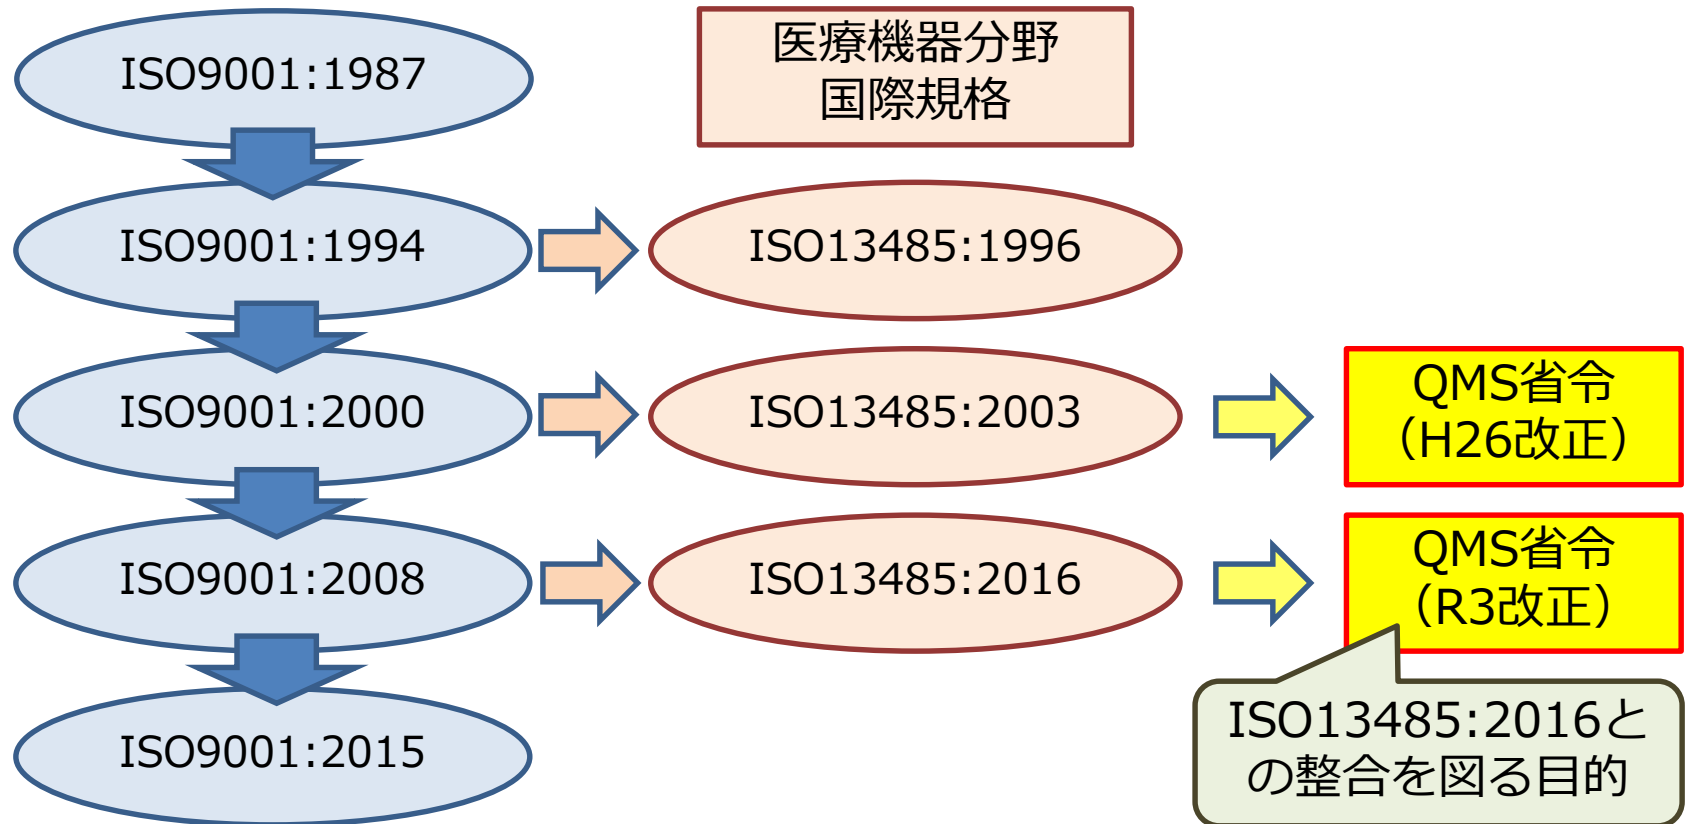 ISO9001:1987
医療機器分野
国際規格
ISO9001:1994
ISO13485:1996
ISO9001:2000
ISO13485:2003
QMS省令
（H26改正）
ISO9001:2008
ISO13485:2016
QMS省令
（R3改正）
ISO9001:2015
ISO13485:2016と
の整合を図る目的